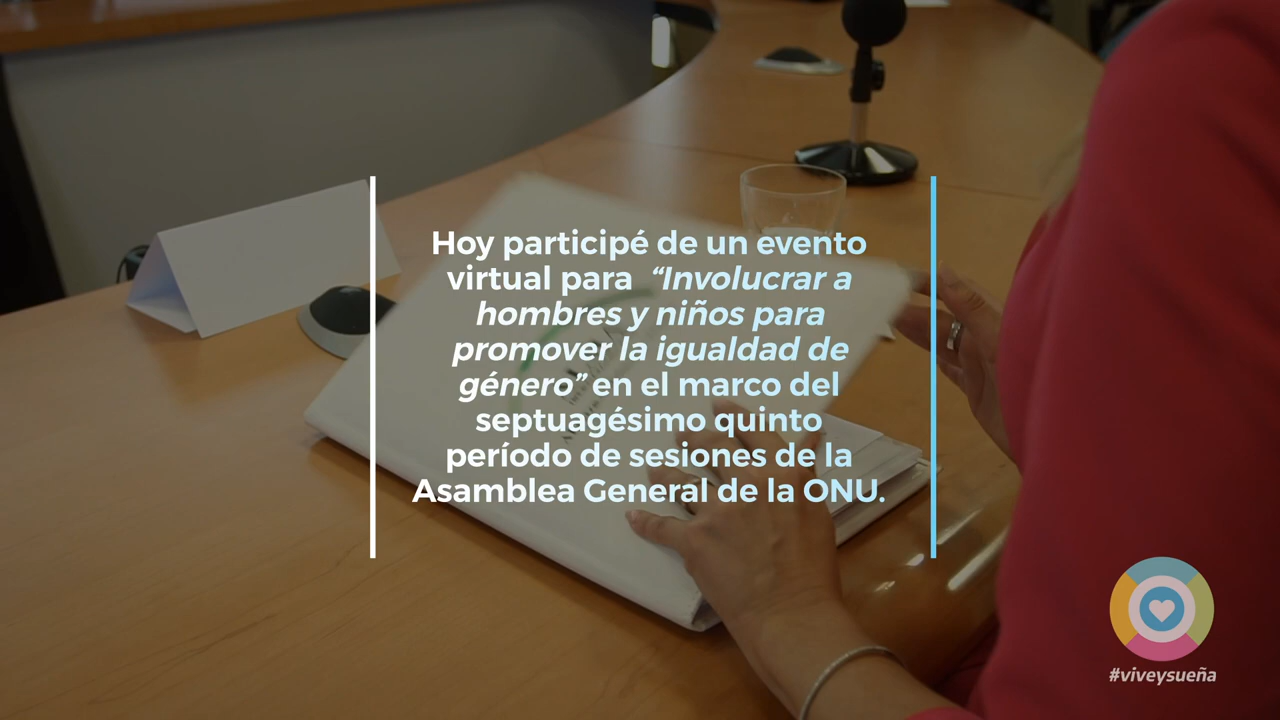 Hoy participé de un evento
virtual para “Involucrar a
hombres y niños para
promover la igualdad de
género” en el marco del
septuagésimo quinto
período de sesiones de la
Asamblea General de la ONU.
#viveysueña